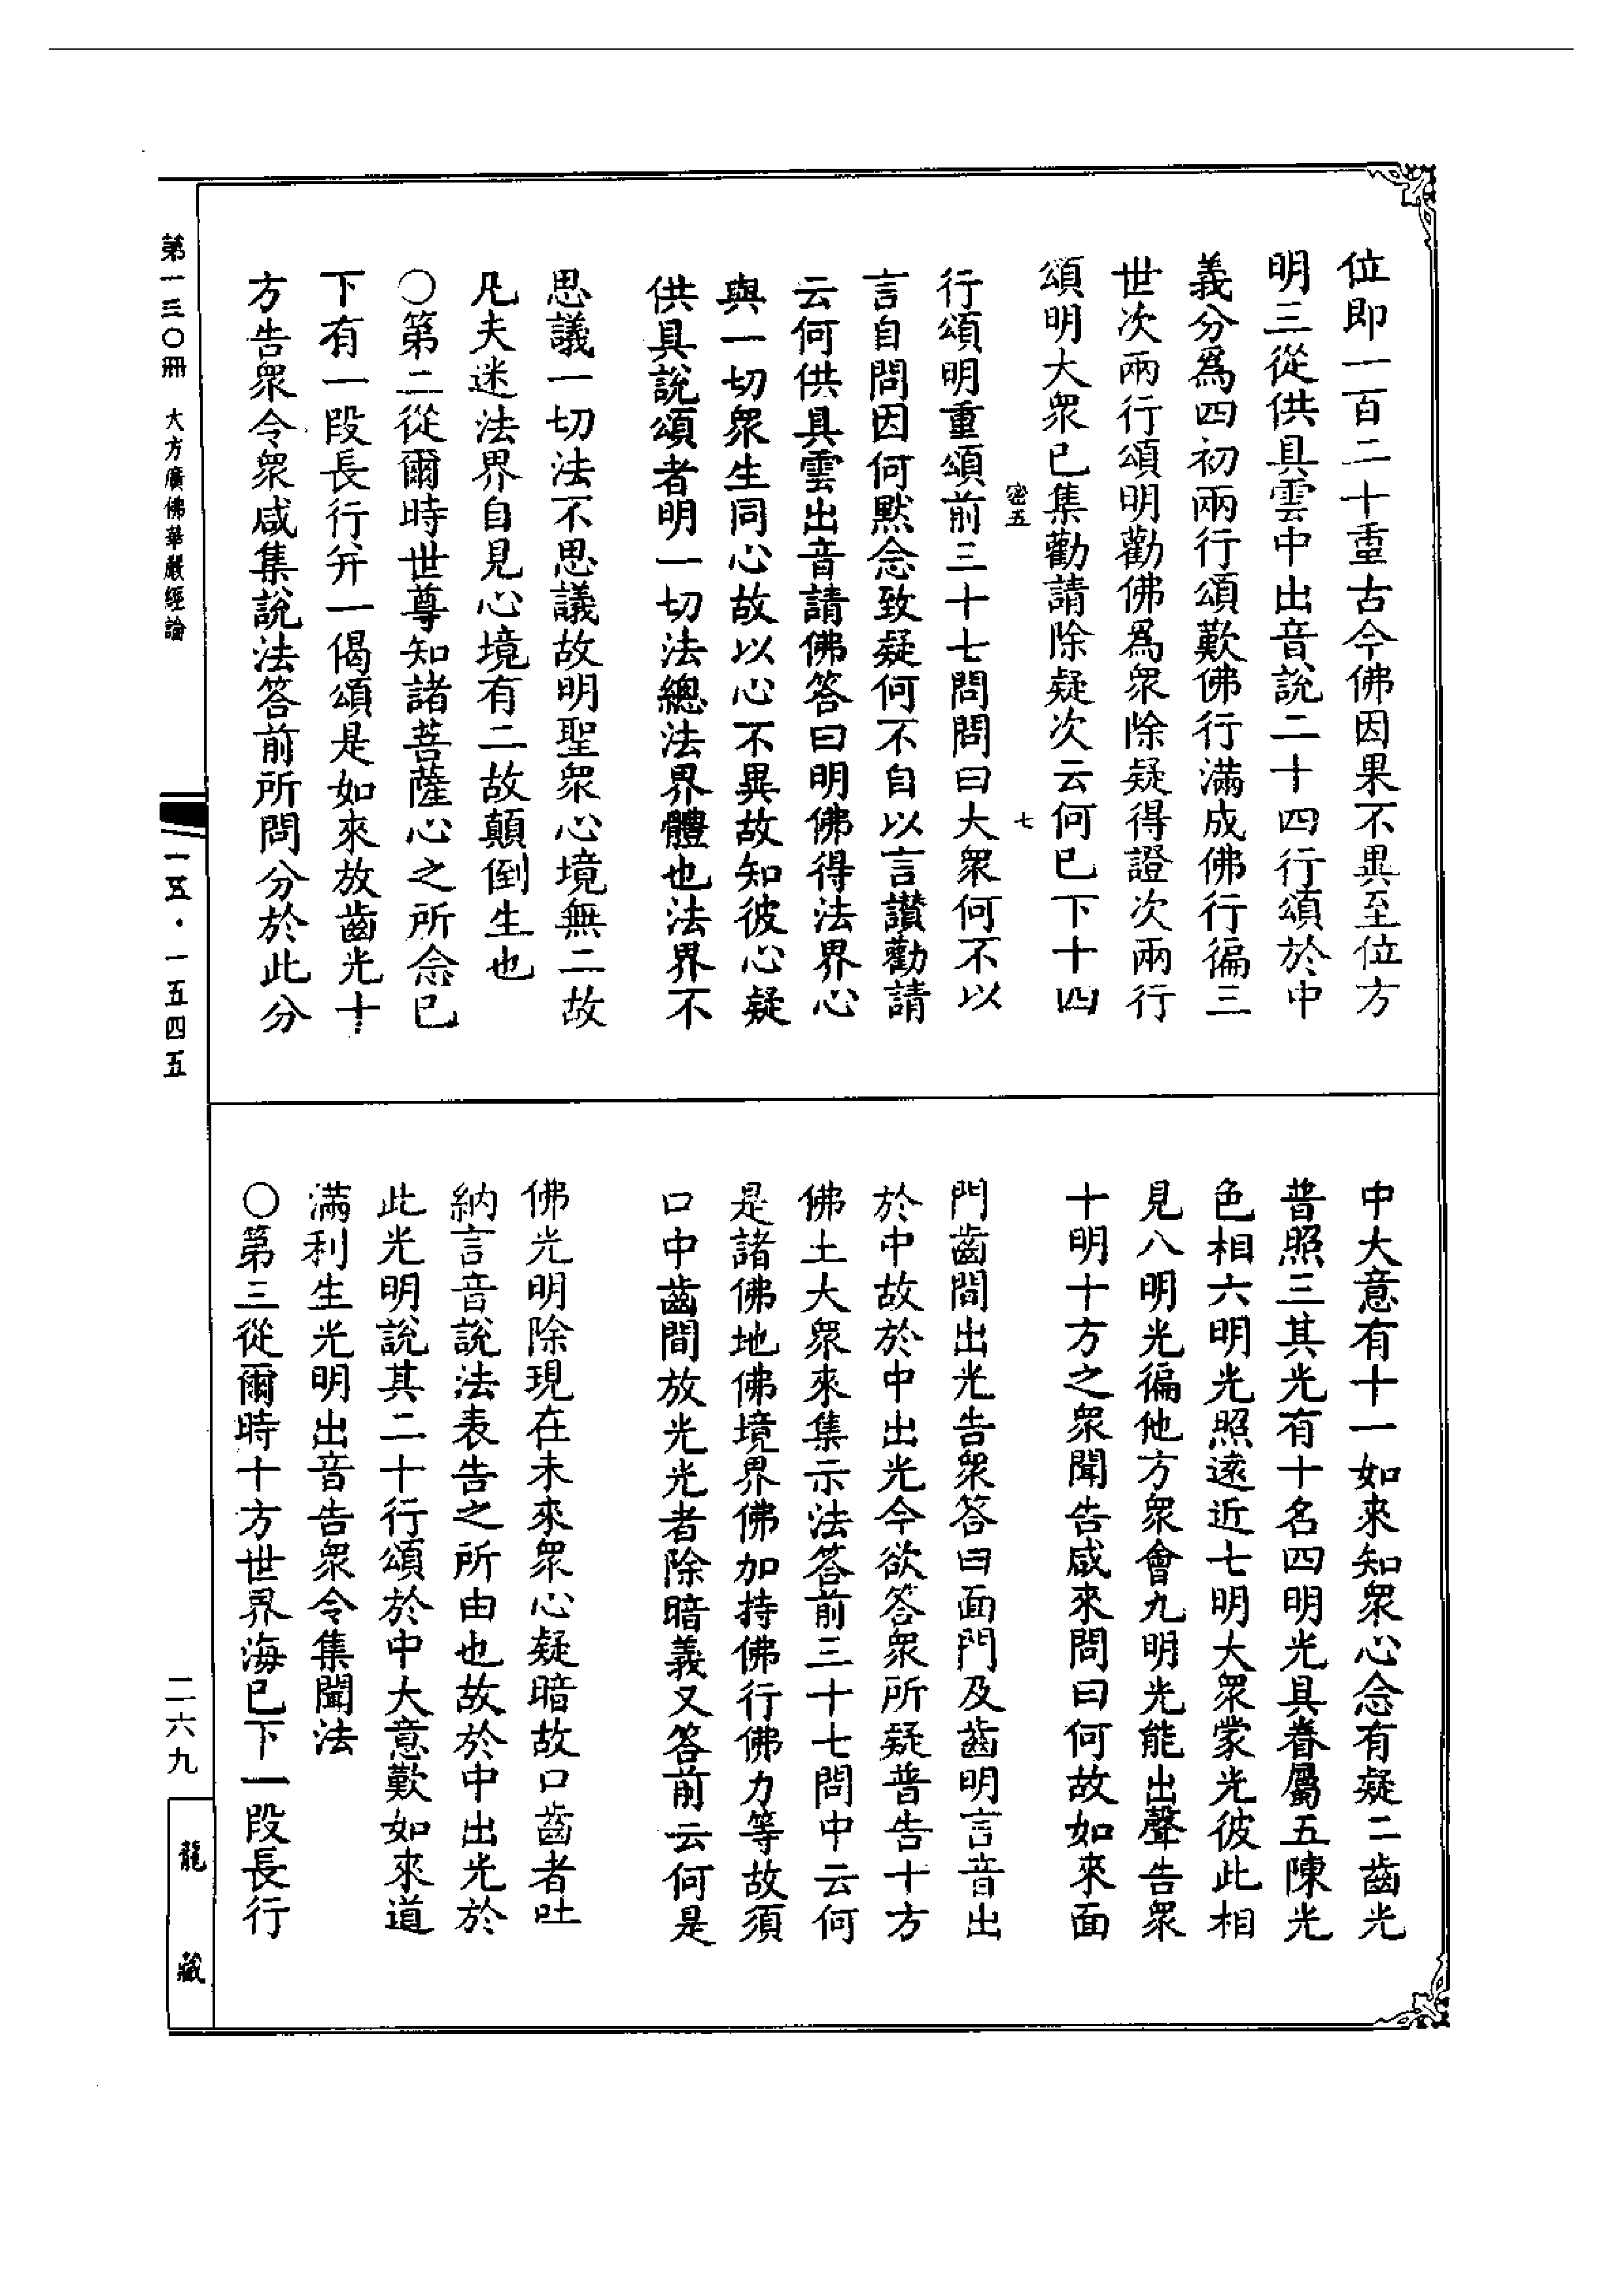 位即一百二十重古今佛因果不異至位方
明三從供具雲中出音說二十四行頌於中
義分爲四初兩行頌歎佛行滿成佛行徧三
世次兩行頌明勸佛爲衆除疑得證次兩行
頌明大衆已集勸請除疑次云何已下十四
密五
七
行頌明重頌前三十七問問曰大衆何不以
言自問因何默念致疑何不自以言讃勸請
云何供具雲出音請佛答曰明佛得法界心
與一切衆生同心故以心不異故知彼心疑
供具說頌者明一切法總法界體也法界不
思議一切法不思議故明聖衆心境無二故
凡夫迷法界自見心境有二故顛倒生也
〇第二從爾時世尊知諸菩薩心之所念已
下有一段長行并一偈頌是如來放齒光十
方告衆令衆咸集說法答前所問分於此分
中大意有十一如來知衆心念有疑二齒光
普照三其光有十名四明光具眷屬五陳光
色相六明光照遠近七明大衆蒙光彼此相
見八明光徧他方衆會九明光能出聲告衆
十明十方之衆聞告咸來問曰何故如來面
門齒間出光告衆答曰面門及齒明言音出
於中故於中出光今欲答衆所疑普告十方
佛土大衆來集示法答前三十七問中云何
是諸佛地佛境界佛加持佛行佛力等故須
口中齒間放光光者除暗義又答前云何是
佛光明除現在未來衆心疑暗故口齒者吐
納言音說法表告之所由也故於中出光於
此光明說其二十行頌於中大意歎如來道
滿利生光明出音告衆令集聞法
〇第三從爾時十方世界海已下一段長行
第一三〇冊　大方廣佛華嚴經論
一五·一五四五
二六九
龍藏